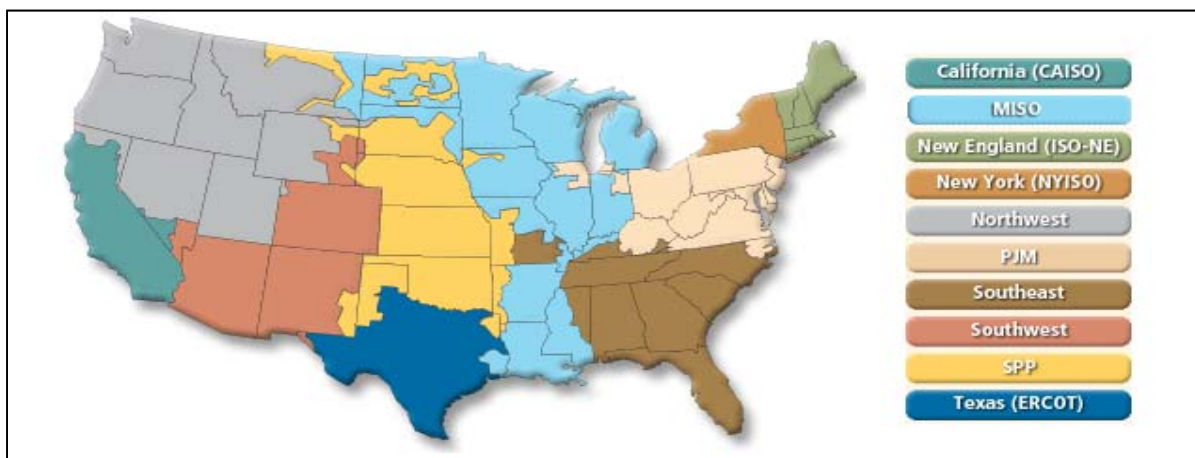 California (CAISO)
MISO
New England (ISO-NE)
New York (NYISO)
Northwest
PJM
Southeast
Southwest
SPP
Texas (ERCOT)